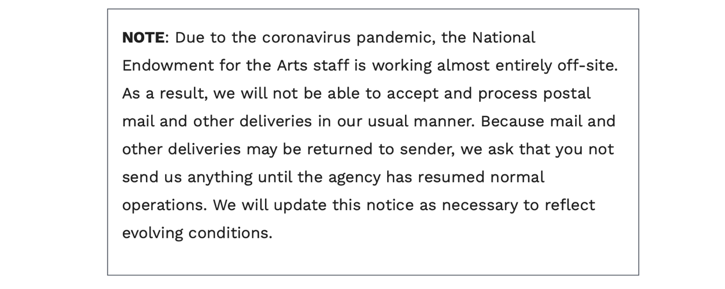 NOTE: Due to the coronavirus pandemic, the National
Endowment for the Arts staff is working almost entirely off-site.
As a result, we will not be able to accept and process postal
mail and other deliveries in our usual manner. Because mail and
other deliveries may be returned to sender, we ask that you not
send us anything until the agency has resumed normal
operations. We will update this notice as necessary to reflect
evolving conditions.